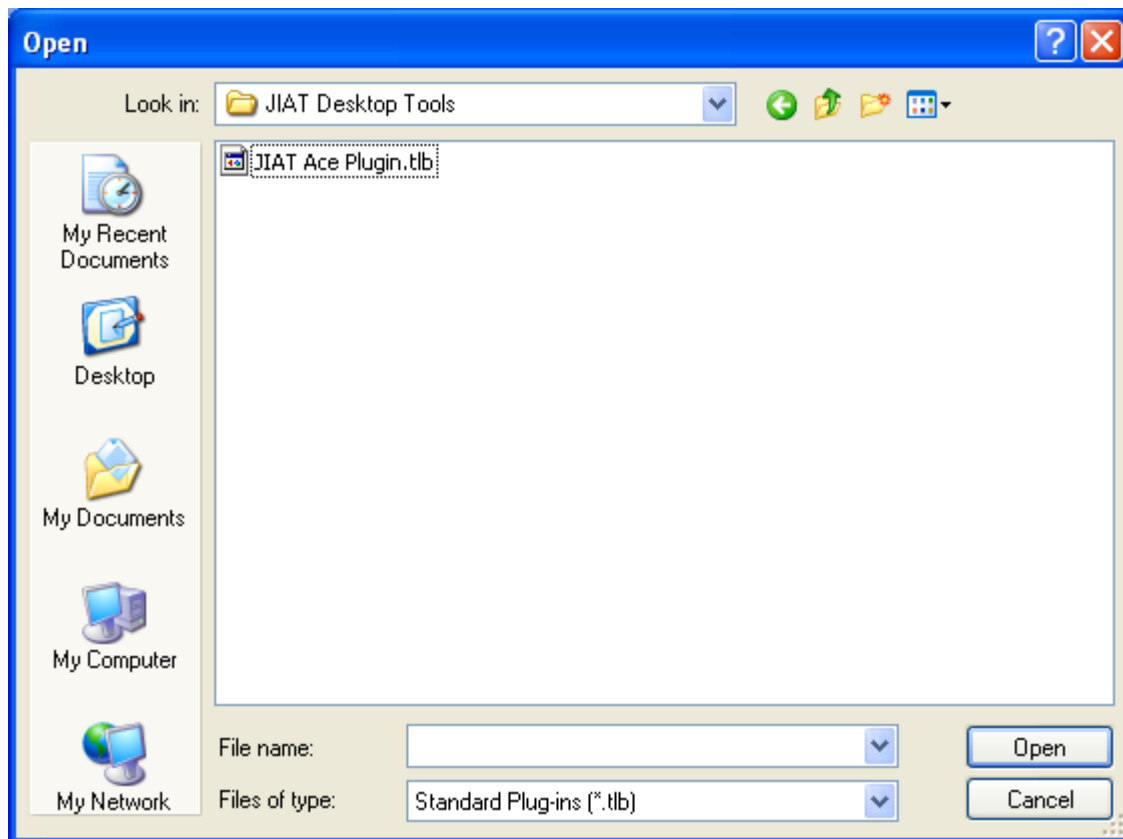 Open
Look in: JIAT Desktop Tools
JIAT Ace Plugin.tlb
My Recent
Documents
Desktop
My Documents
My Computer
My Network
File name:
Open
Files of type: Standard Plug-ins (*.tlb)
Cancel